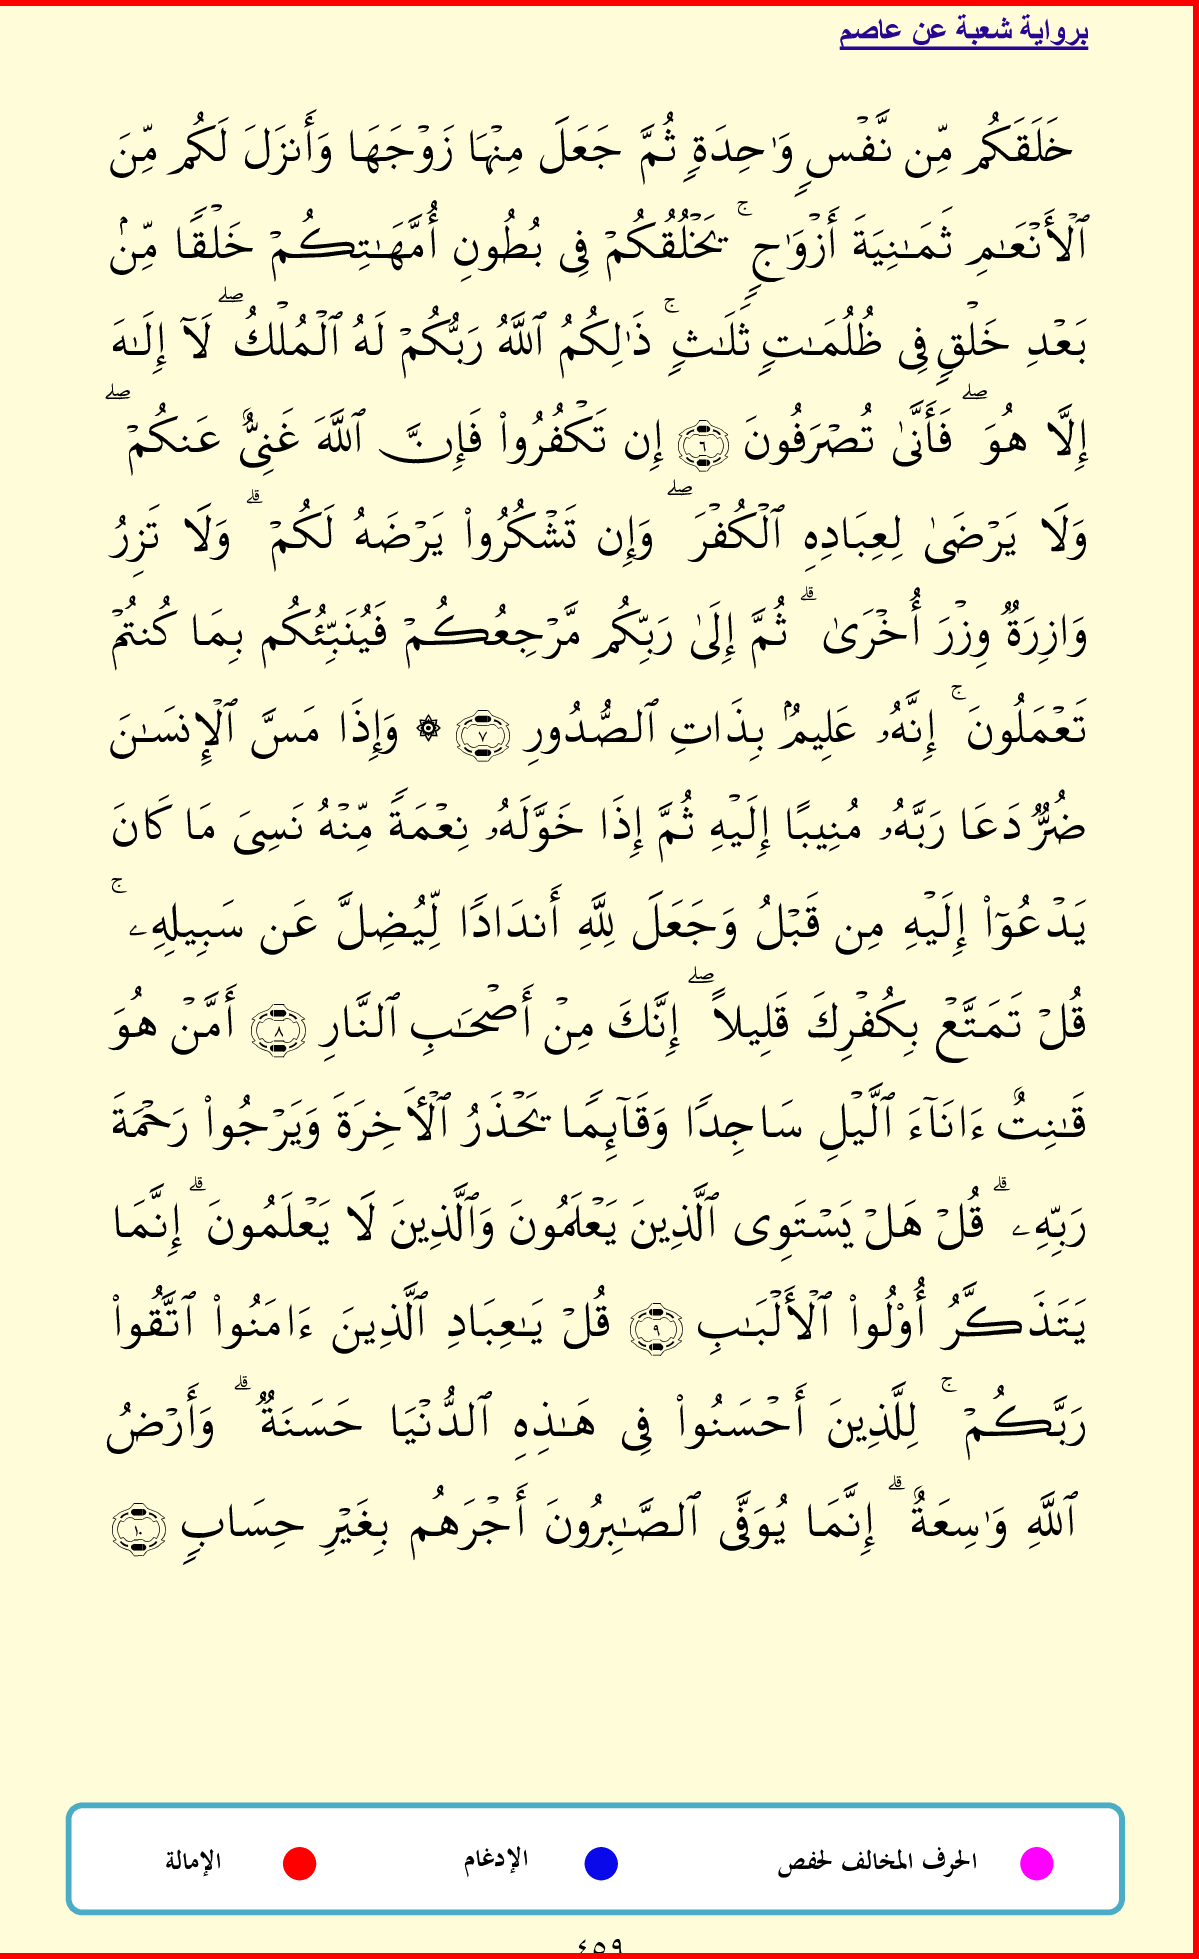 برواية شعبة عن عاصم
خَلَقَكُم مِّن نَّفْسٍ وَٰحِدَةٍ ثُمَّ جَعَلَ مِنْهَا زَوْجَهَا وَأَنزَلَ لَكُم مِّنَ
ٱلْأَنْعَـٰمِ ثَمَـٰنِيَةَ أَزْوَٰجٍ ۚ يَخْلُقُكُمْ فِى بُطُونِ أُمَّهَـٰتِكُمْ خَلْقًا مِّنۢ
بَعْدِ خَلْقٍ فِى ظُلُمَـٰتٍ ثَلَـٰثٍ ۚ ذَٰلِكُمُ ٱللَّهُ رَبُّكُمْ لَهُ ٱلْمُلْكُ ۖ لَآ إِلَـٰهَ
إِلَّا هُوَ ۖ فَأَنَّىٰ تُصْرَفُونَ ٦ إِن تَكْفُرُوا۟ فَإِنَّ ٱللَّهَ غَنِىٌّ عَنكُمْ ۖ
وَلَا يَرْضَىٰ لِعِبَادِهِ ٱلْكُفْرَ ۖ وَإِن تَشْكُرُوا۟ يَرْضَهُ لَكُمْ ۗ وَلَا تَزِرُ
وَازِرَةٌ وِزْرَ أُخْرَىٰ ۗ ثُمَّ إِلَىٰ رَبِّكُم مَّرْجِعُكُمْ فَيُنَبِّئُكُم بِمَا كُنتُمْ
تَعْمَلُونَ ۚ إِنَّهُۥ عَلِيمٌۢ بِذَاتِ ٱلصُّدُورِ ٧ ۞ وَإِذَا مَسَّ ٱلْإِنسَـٰنَ
ضُرٌّ دَعَا رَبَّهُۥ مُنِيبًا إِلَيْهِ ثُمَّ إِذَا خَوَّلَهُۥ نِعْمَةً مِّنْهُ نَسِىَ مَا كَانَ
يَدْعُوٓا۟ إِلَيْهِ مِن قَبْلُ وَجَعَلَ لِلَّهِ أَندَادًا لِّيُضِلَّ عَن سَبِيلِهِۦ ۚ
قُلْ تَمَتَّعْ بِكُفْرِكَ قَلِيلًا ۖ إِنَّكَ مِنْ أَصْحَـٰبِ ٱلنَّارِ ٨ أَمَّنْ هُوَ
قَـٰنِتٌ ءَانَآءَ ٱلَّيْلِ سَاجِدًا وَقَآئِمًا يَحْذَرُ ٱلْـَٔاخِرَةَ وَيَرْجُوا۟ رَحْمَةَ
رَبِّهِۦ ۗ قُلْ هَلْ يَسْتَوِى ٱلَّذِينَ يَعْلَمُونَ وَٱلَّذِينَ لَا يَعْلَمُونَ ۗ إِنَّمَا
يَتَذَكَّرُ أُو۟لُوا۟ ٱلْأَلْبَـٰبِ ٩ قُلْ يَـٰعِبَادِ ٱلَّذِينَ ءَامَنُوا۟ ٱتَّقُوا۟
رَبَّكُمْ ۚ لِلَّذِينَ أَحْسَنُوا۟ فِى هَـٰذِهِ ٱلدُّنْيَا حَسَنَةٌ ۗ وَأَرْضُ
ٱللَّهِ وَٰسِعَةٌ ۗ إِنَّمَا يُوَفَّى ٱلصَّـٰبِرُونَ أَجْرَهُم بِغَيْرِ حِسَابٍ ١٠
الحرف المخالف لحفص الإدغام الإمالة
٤٥٩